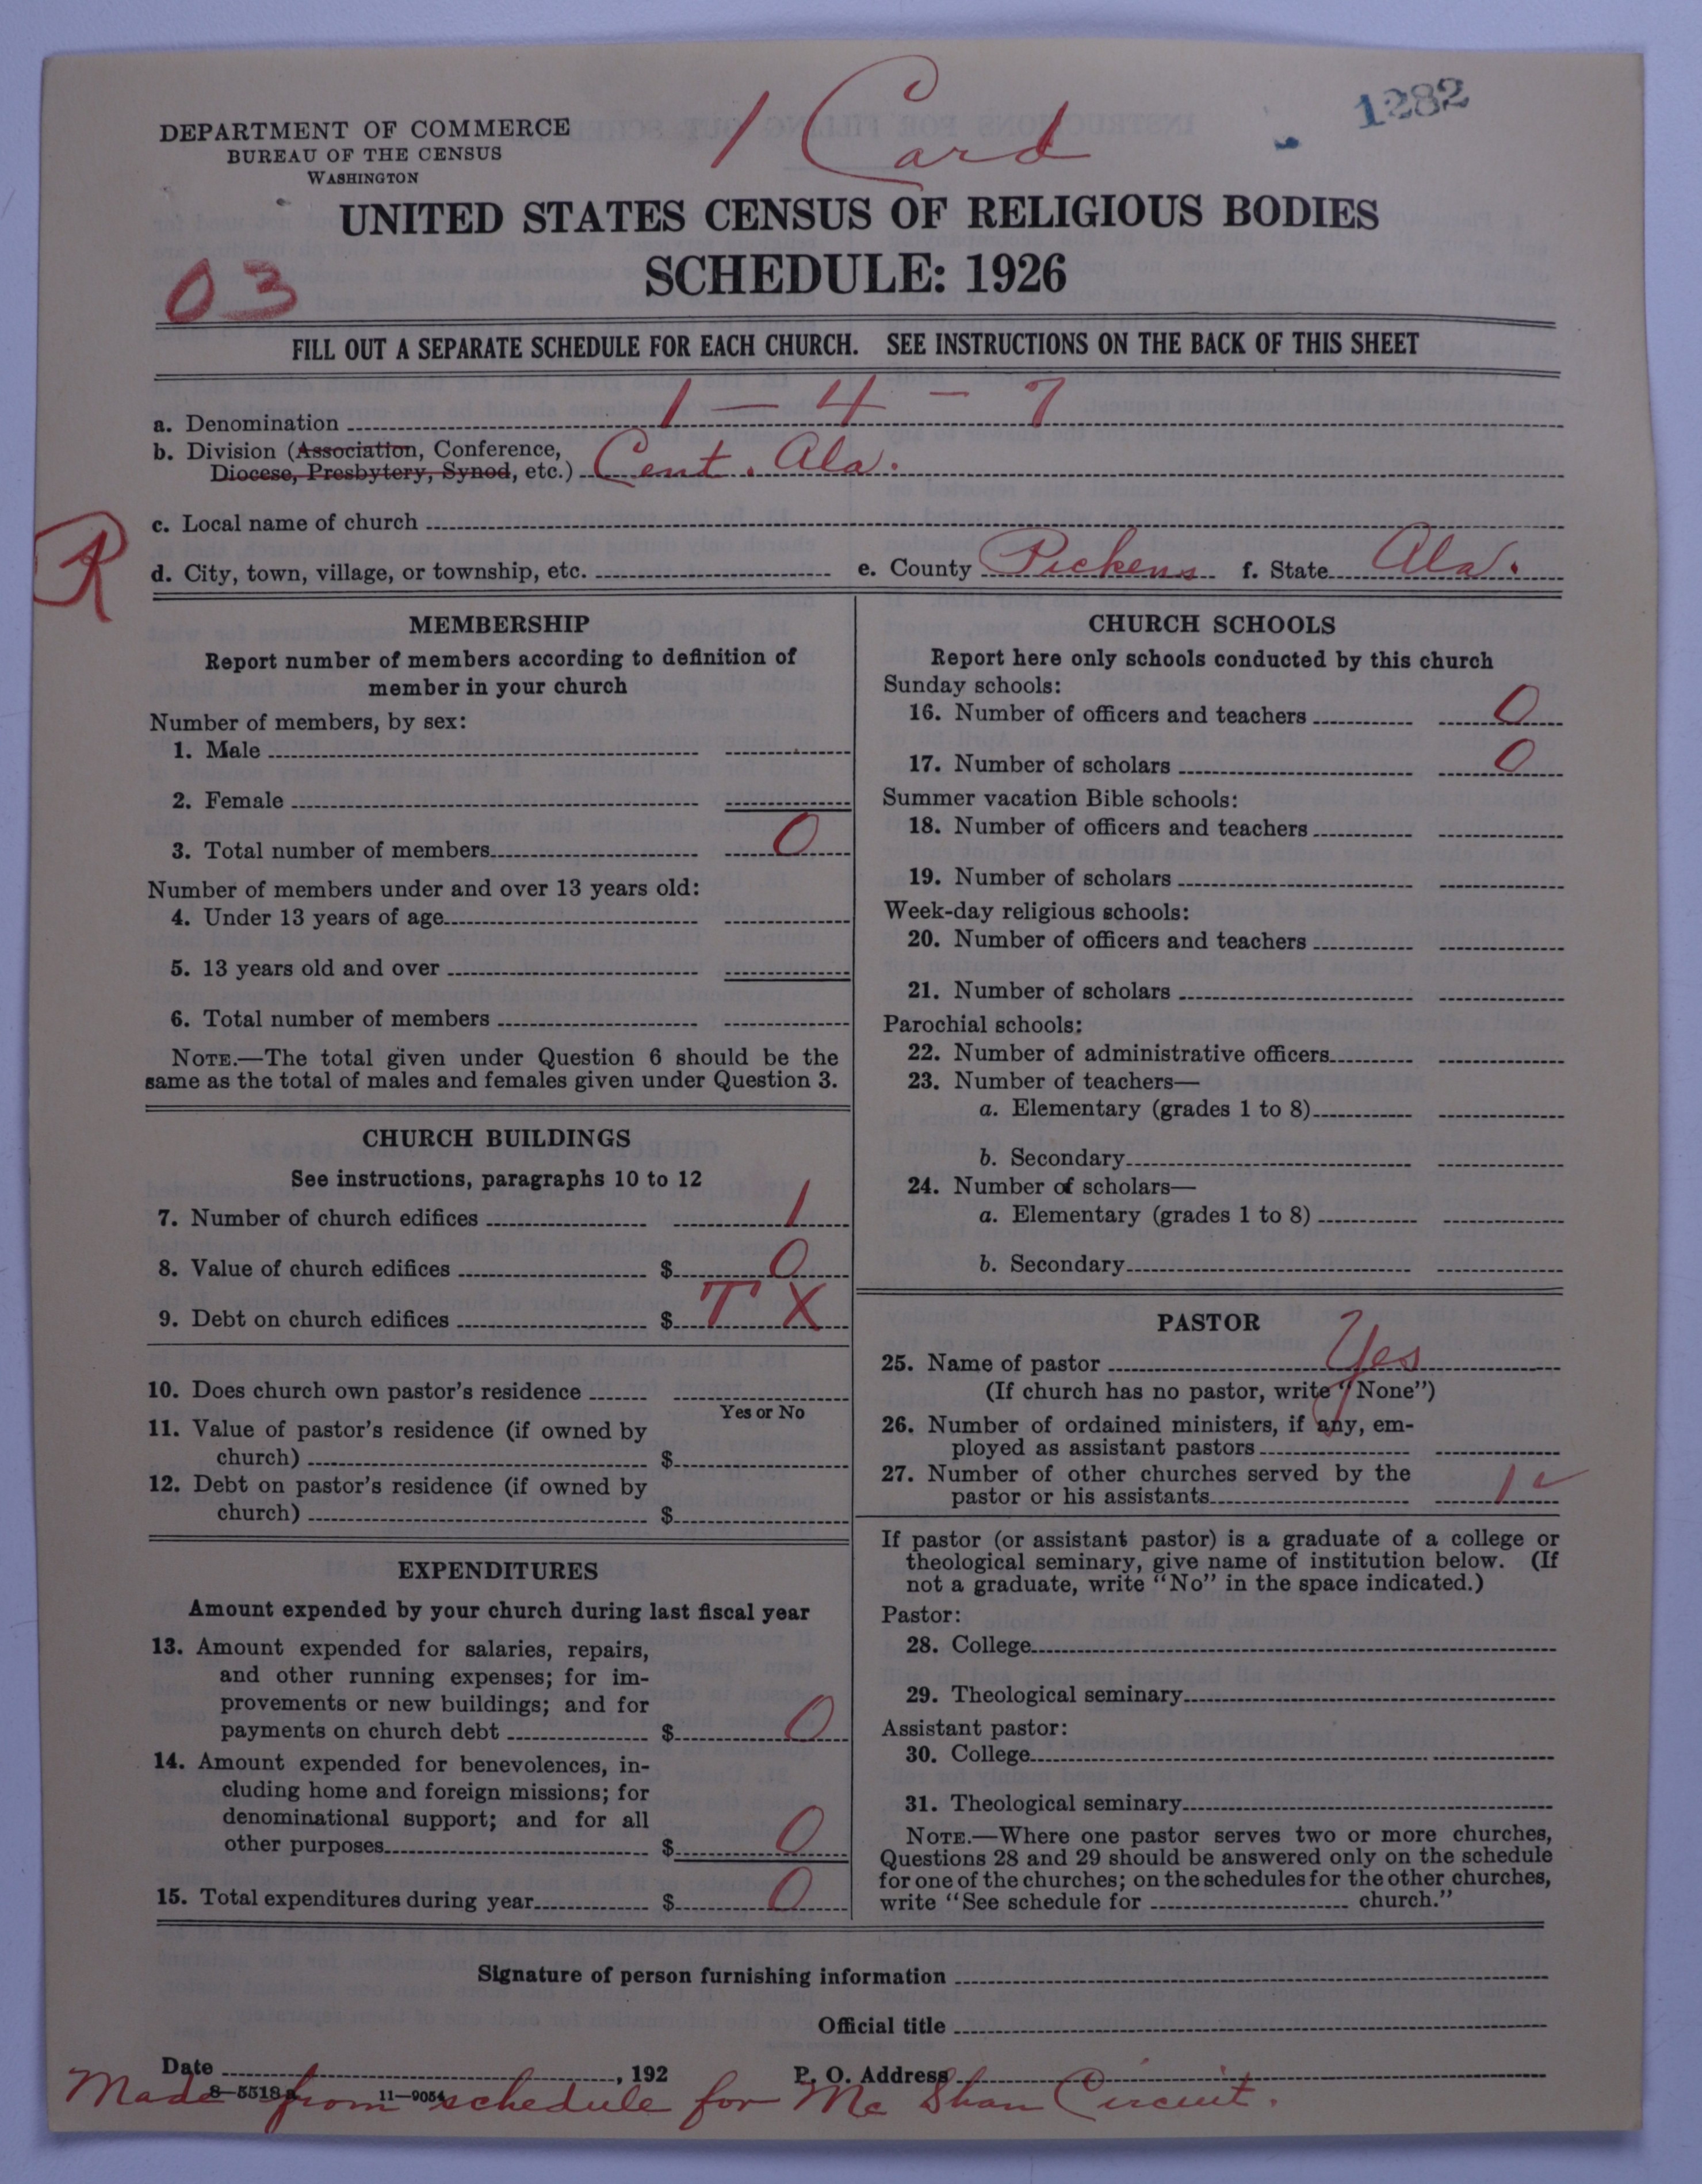 1 Card
1282
DEPARTMENT OF COMMERCE
BUREAU OF THE CENSUS
WASHINGTON
UNITED STATES CENSUS OF RELIGIOUS BODIES
SCHEDULE: 1926
03
FILL OUT A SEPARATE SCHEDULE FOR EACH CHURCH. SEE INSTRUCTIONS ON THE BACK OF THIS SHEET
a. Denomination 1 - 4 - 7
b. Division (Association, Conference,
Diocese, Presbytery, Synod, etc.) Cent. Ala.
c. Local name of church
R
d. City, town, village, or township, etc. e. County Pickens f. State Ala.
MEMBERSHIP
Report number of members according to definition of
member in your church
Number of members, by sex:
1. Male
2. Female
3. Total number of members 0
Number of members under and over 13 years old:
4. Under 13 years of age
5. 13 years old and over
6. Total number of members
NOTE.—The total given under Question 6 should be the
same as the total of males and females given under Question 3.
CHURCH BUILDINGS
See instructions, paragraphs 10 to 12
7. Number of church edifices 1
8. Value of church edifices $ 0
9. Debt on church edifices $ T X
10. Does church own pastor's residence
Yes or No
11. Value of pastor's residence (if owned by
church) $
12. Debt on pastor's residence (if owned by
church) $
EXPENDITURES
Amount expended by your church during last fiscal year
13. Amount expended for salaries, repairs,
and other running expenses; for im-
provements or new buildings; and for
payments on church debt $ 0
14. Amount expended for benevolences, in-
cluding home and foreign missions; for
denominational support; and for all
other purposes $ 0
15. Total expenditures during year $ 0
CHURCH SCHOOLS
Report here only schools conducted by this church
Sunday schools:
16. Number of officers and teachers 0
17. Number of scholars 0
Summer vacation Bible schools:
18. Number of officers and teachers
19. Number of scholars
Week-day religious schools:
20. Number of officers and teachers
21. Number of scholars
Parochial schools:
22. Number of administrative officers
23. Number of teachers—
a. Elementary (grades 1 to 8)
b. Secondary
24. Number of scholars—
a. Elementary (grades 1 to 8)
b. Secondary
PASTOR
25. Name of pastor Yes
(If church has no pastor, write "None")
26. Number of ordained ministers, if any, em-
ployed as assistant pastors
27. Number of other churches served by the
pastor or his assistants 1
If pastor (or assistant pastor) is a graduate of a college or
theological seminary, give name of institution below. (If
not a graduate, write "No" in the space indicated.)
Pastor:
28. College
29. Theological seminary
Assistant pastor:
30. College
31. Theological seminary
NOTE.—Where one pastor serves two or more churches,
Questions 28 and 29 should be answered only on the schedule
for one of the churches; on the schedules for the other churches,
write "See schedule for church."
Signature of person furnishing information
Official title
Date , 192 P. O. Address
8—5518a 11—9054
Made from schedule for Mc Shan Circuit.